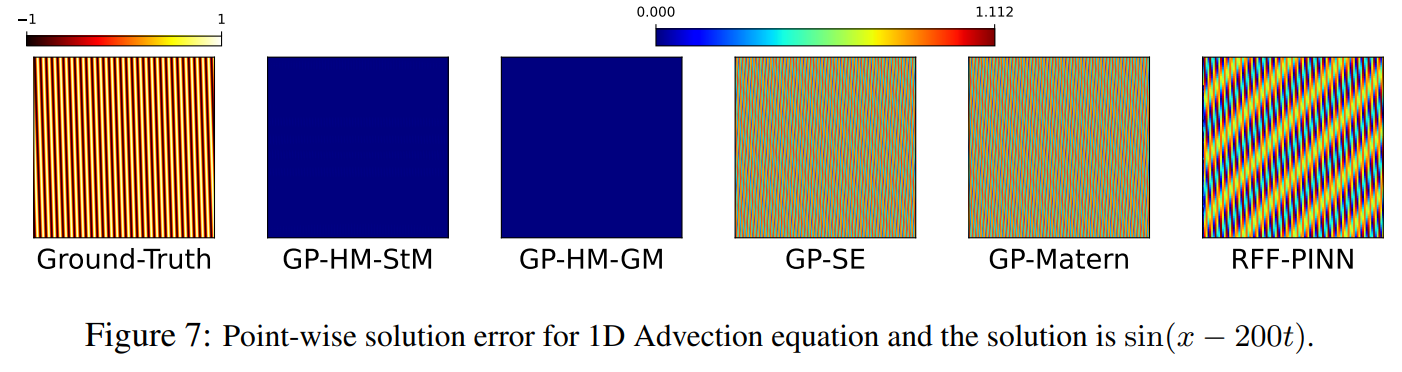 −1 1 0.000 1.112
Ground-Truth GP-HM-StM GP-HM-GM GP-SE GP-Matern RFF-PINN
Figure 7: Point-wise solution error for 1D Advection equation and the solution is sin(x − 200t).